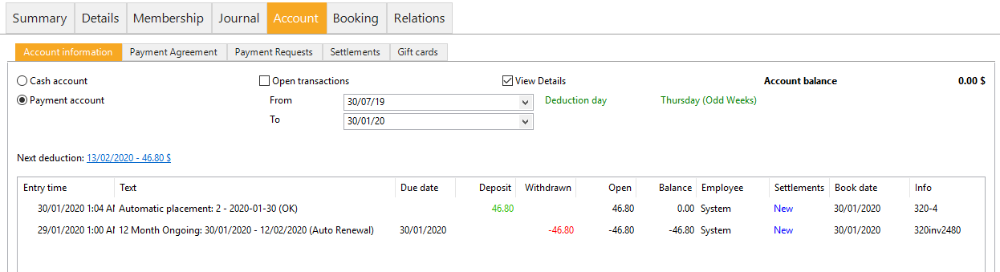 Summary Details Membership Journal Account Booking Relations
Account information Payment Agreement Payment Requests Settlements Gift cards
Cash account Open transactions View Details Account balance 0.00 $
Payment account From 30/07/19 Deduction day Thursday (Odd Weeks)
To 30/01/20
Next deduction: 13/02/2020 - 46.80 $
Entry time Text Due date Deposit Withdrawn Open Balance Employee Settlements Book date Info
30/01/2020 1:04 AM Automatic placement: 2 - 2020-01-30 (OK) 46.80 46.80 0.00 System New 30/01/2020 320-4
29/01/2020 1:00 AM 12 Month Ongoing: 30/01/2020 - 12/02/2020 (Auto Renewal) 30/01/2020 -46.80 -46.80 -46.80 System New 30/01/2020 320inv2480